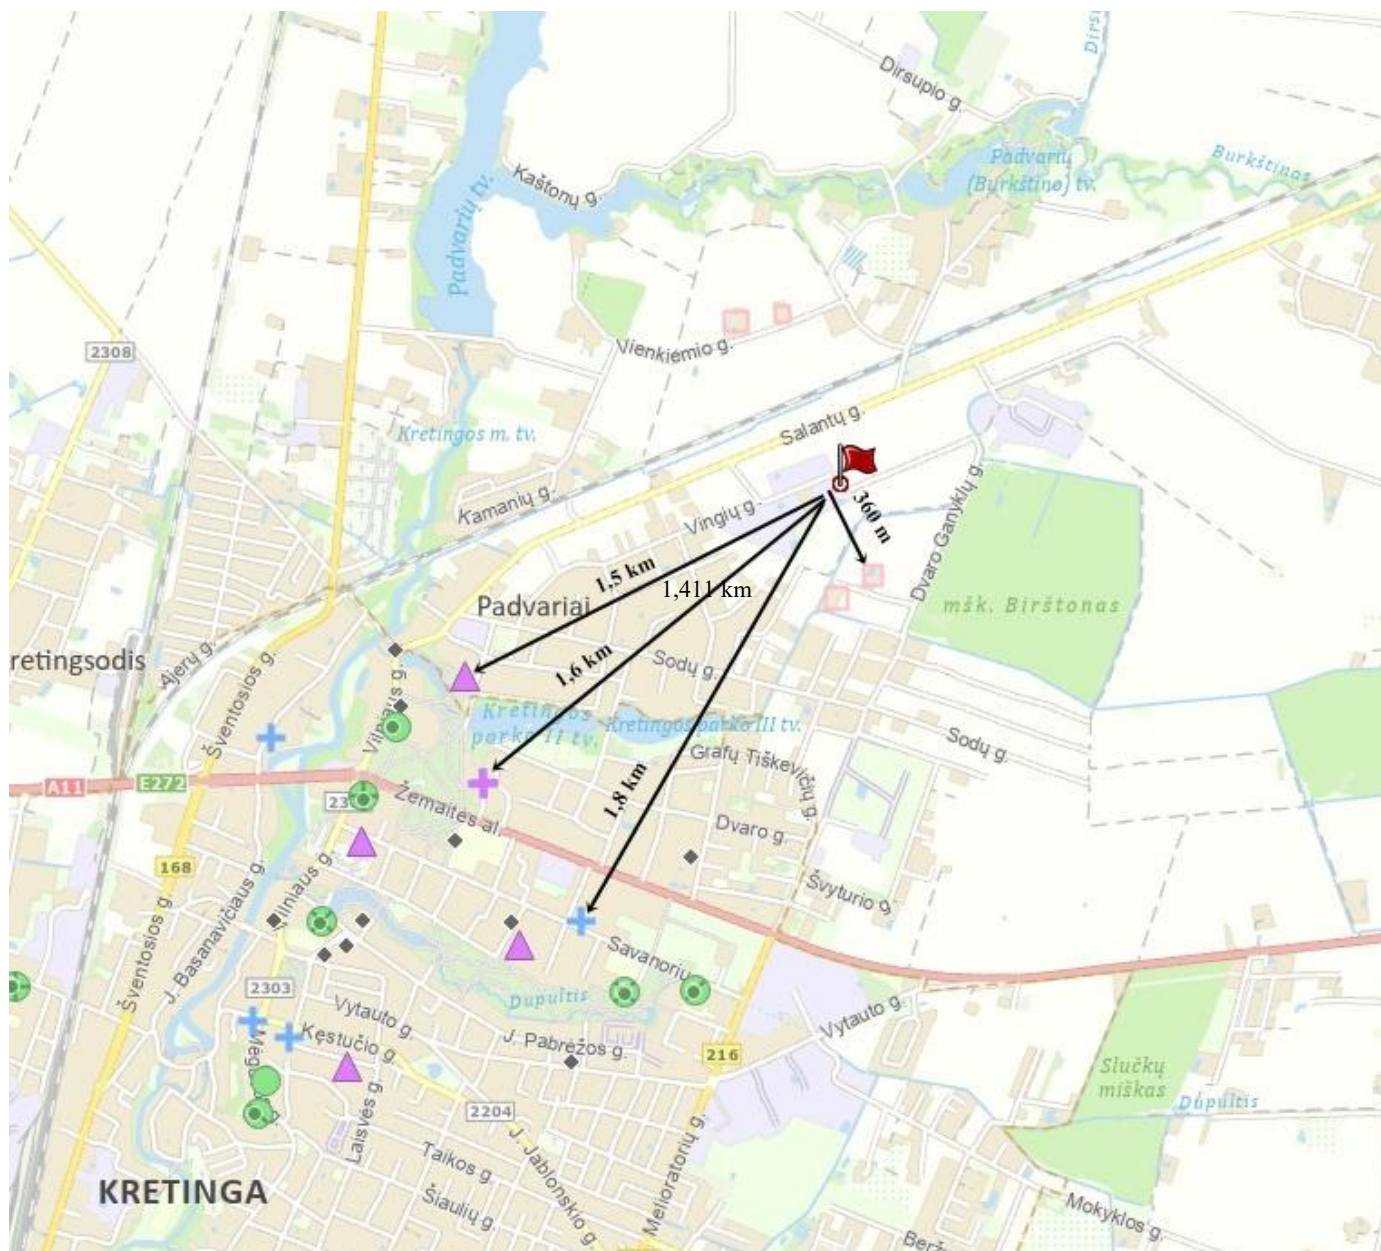 Dirsupio g.
Dirs
Padvarių
(Burkštino) tv.
Burkštinas
Kaštonų g.
Padvarių tv.
2308
Vienkiemio g.
Kretingos m. tv.
Salantų g.
Kamanių g.
Vingių g.
360 m
Dvaro Ganyklų g.
1,5 km
1,411 km
Padvariai
mšk. Birštonas
retingsodis
Ajerų g.
Šventosios g.
1,6 km
Sodų g.
Vilniaus g.
Kretingos
parko II tv.
Kretingos parko III tv.
Sodų g.
Grafų Tiškevičių g.
A11
E272
1,8 km
Žemaitės al.
Dvaro g.
168
Švyturio g.
Vilniaus g.
J. Basanavičiaus g.
Šventosios g.
Savanorių
2303
Dupultis
Vytauto g.
Vytauto g.
Kęstučio g.
J. Pabrėžos g.
216
Slučkų
miškas
Dupultis
2204
Laisvės g.
J. Jablonskio g.
Melioratorių g.
Taikos g.
KRETINGA
Šiaulių g.
Mokyklos g.
Berž